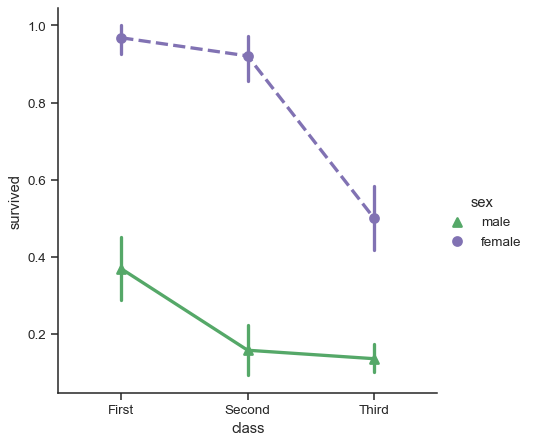 1.0
0.8
0.6
0.4
0.2
survived
First Second Third
class
sex
male
female